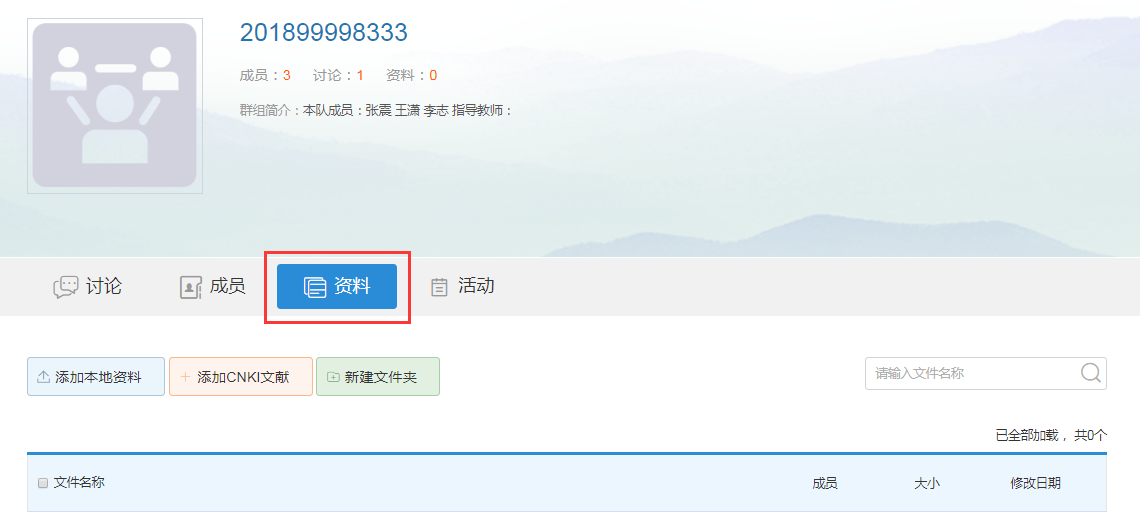 201899998333
成员：3 讨论：1 资料：0
群组简介：本队成员：张震 王潇 李志 指导教师：
讨论 成员 资料 活动
添加本地资料 添加CNKI文献 新建文件夹 请输入文件名称
已全部加载， 共0个
文件名称 成员 大小 修改日期